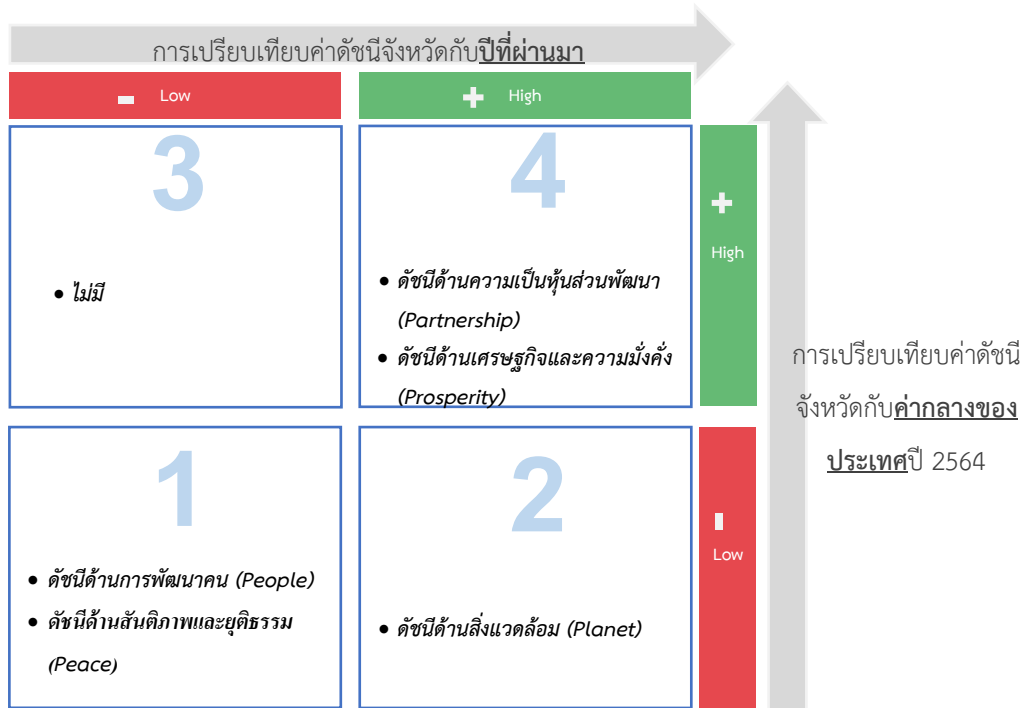 การเปรียบเทียบค่าดัชนีจังหวัดกับปีที่ผ่านมา
- Low
+ High
3
• ไม่มี
4
• ดัชนีด้านความเป็นหุ้นส่วนพัฒนา
(Partnership)
• ดัชนีด้านเศรษฐกิจและความมั่งคั่ง
(Prosperity)
+
High
การเปรียบเทียบค่าดัชนี
จังหวัดกับค่ากลางของ
ประเทศปี 2564
1
• ดัชนีด้านการพัฒนาคน (People)
• ดัชนีด้านสันติภาพและยุติธรรม
(Peace)
2
• ดัชนีด้านสิ่งแวดล้อม (Planet)
-
Low